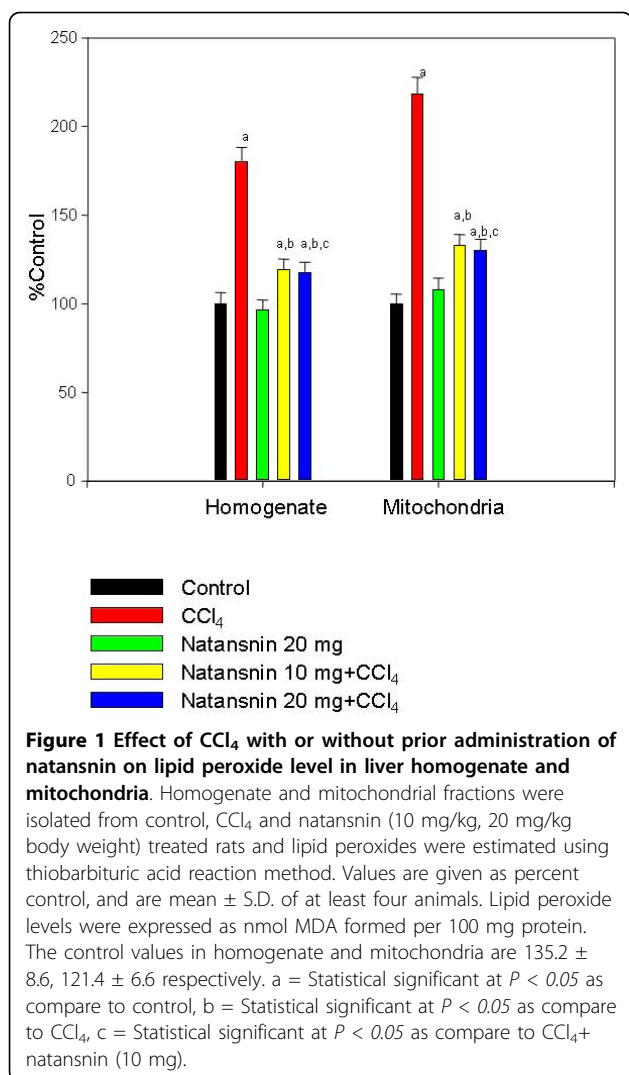 250
200
150
100
50
0
%Control
a
a,b
a,b,c
a
a,b
a,b,c
Homogenate
Mitochondria
Control
CCl₄
Natansnin 20 mg
Natansnin 10 mg+CCl₄
Natansnin 20 mg+CCl₄
Figure 1 Effect of CCl₄ with or without prior administration of
natansnin on lipid peroxide level in liver homogenate and
mitochondria. Homogenate and mitochondrial fractions were
isolated from control, CCl₄ and natansnin (10 mg/kg, 20 mg/kg
body weight) treated rats and lipid peroxides were estimated using
thiobarbituric acid reaction method. Values are given as percent
control, and are mean ± S.D. of at least four animals. Lipid peroxide
levels were expressed as nmol MDA formed per 100 mg protein.
The control values in homogenate and mitochondria are 135.2 ±
8.6, 121.4 ± 6.6 respectively. a = Statistical significant at P < 0.05 as
compare to control, b = Statistical significant at P < 0.05 as compare
to CCl₄, c = Statistical significant at P < 0.05 as compare to CCl₄+
natansnin (10 mg).